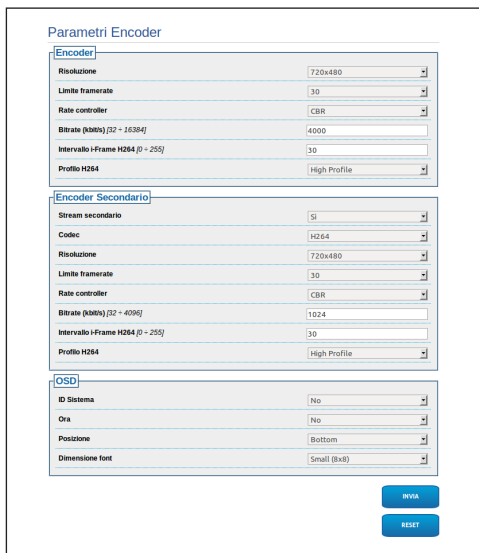 Parametri Encoder
Encoder
Risoluzione 720x480
Limite framerate 30
Rate controller CBR
Bitrate (kbit/s) [32 ÷ 16384] 4000
Intervallo i-Frame H264 [0 ÷ 255] 30
Profilo H264 High Profile
Encoder Secondario
Stream secondario Si
Codec H264
Risoluzione 720x480
Limite framerate 30
Rate controller CBR
Bitrate (kbit/s) [32 ÷ 4096] 1024
Intervallo i-Frame H264 [0 ÷ 255] 30
Profilo H264 High Profile
OSD
ID Sistema No
Ora No
Posizione Bottom
Dimensione font Small (8x8)
INVIA
RESET